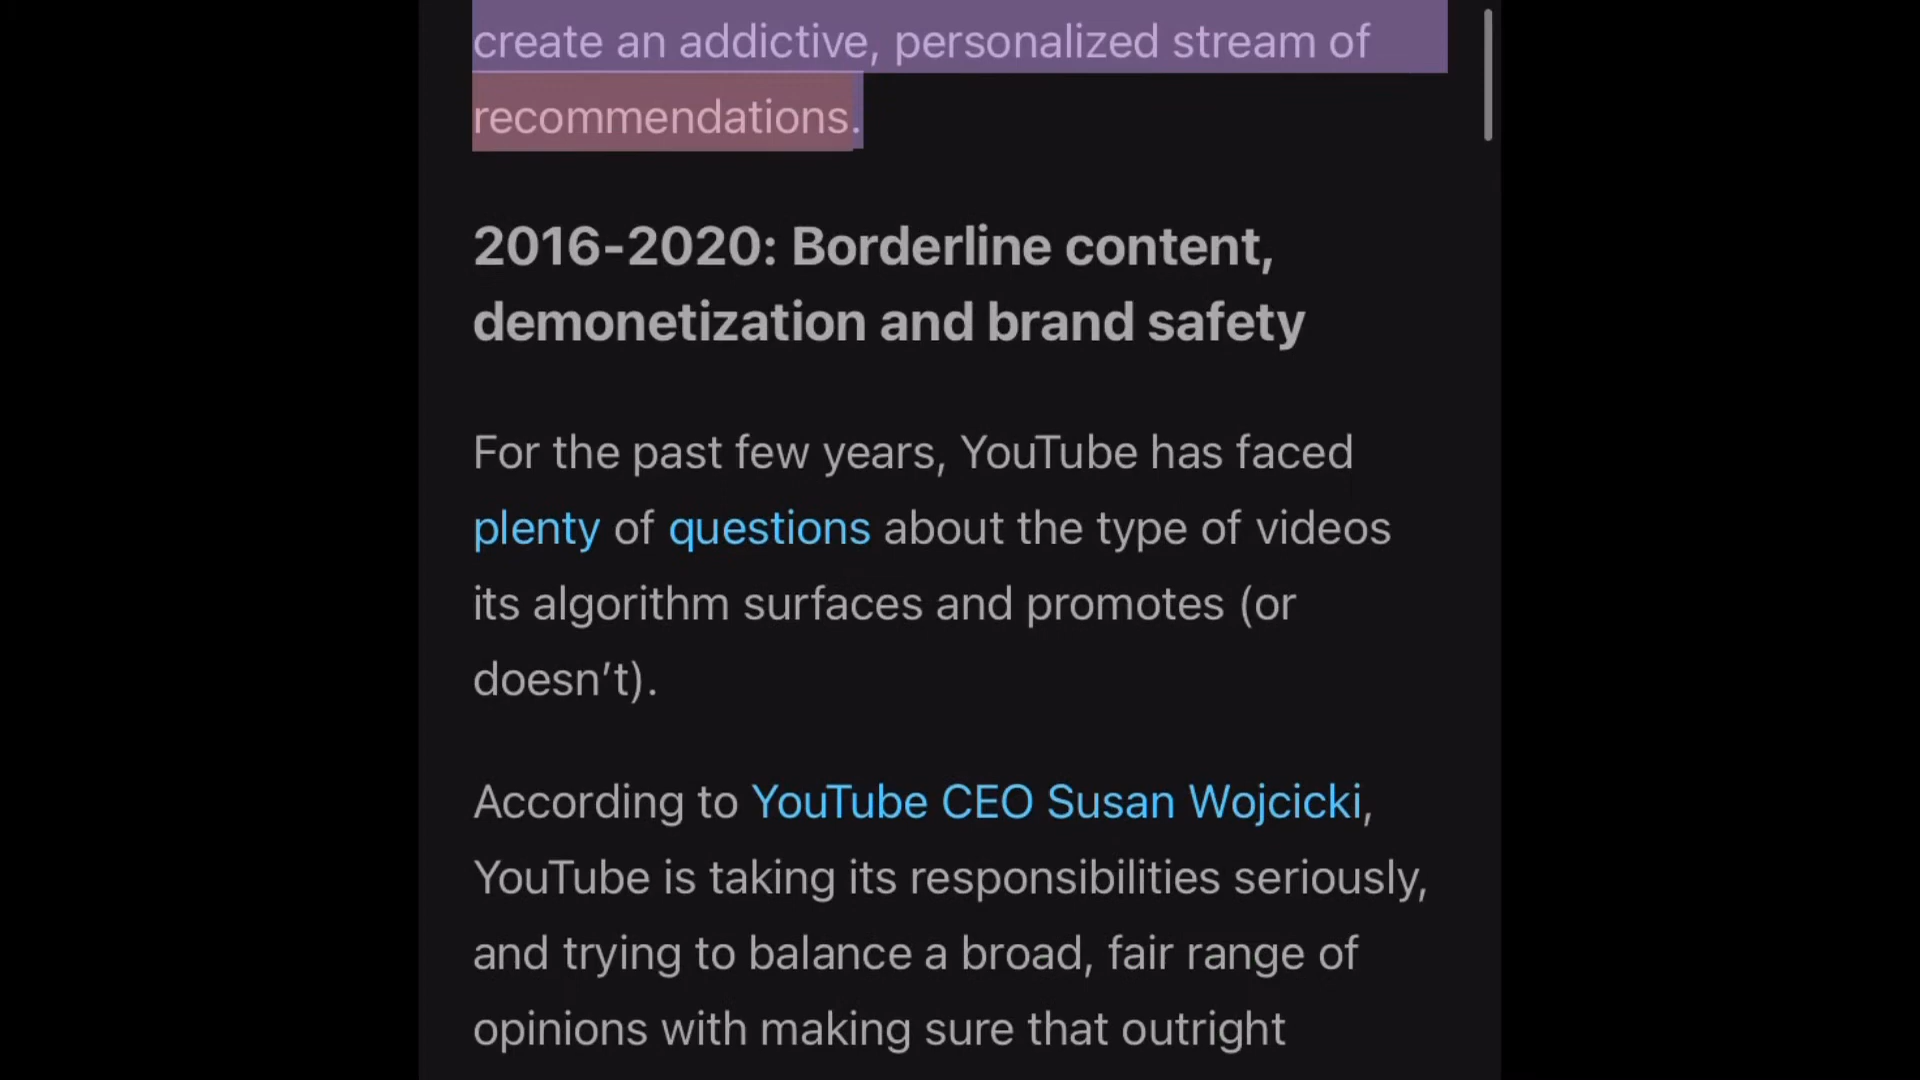 create an addictive, personalized stream of
recommendations.
2016-2020: Borderline content,
demonetization and brand safety
For the past few years, YouTube has faced
plenty of questions about the type of videos
its algorithm surfaces and promotes (or
doesn’t).
According to YouTube CEO Susan Wojcicki,
YouTube is taking its responsibilities seriously,
and trying to balance a broad, fair range of
opinions with making sure that outright